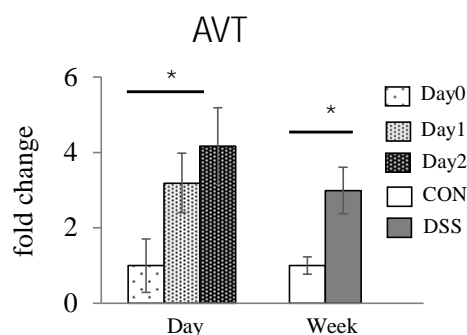 AVT
fold change
6
4
2
0
*
*
Day
Week
Day0
Day1
Day2
CON
DSS